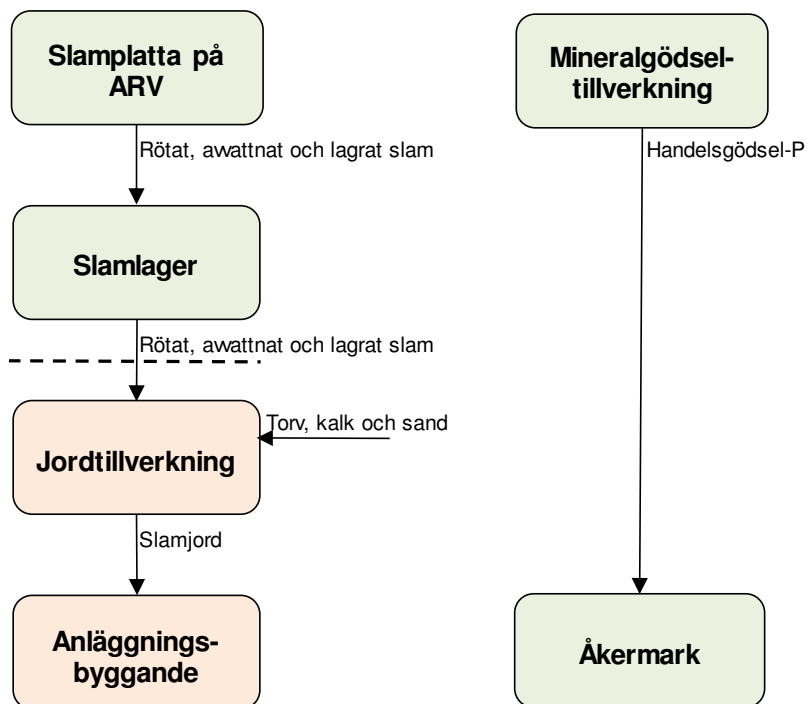 Slamplatta på
ARV
Rötat, avvattnat och lagrat slam
Slamlager
Rötat, avvattnat och lagrat slam
Torv, kalk och sand
Jordtillverkning
Slamjord
Anläggnings-
byggande
Mineralgödsel-
tillverkning
Handelsgödsel-P
Åkermark